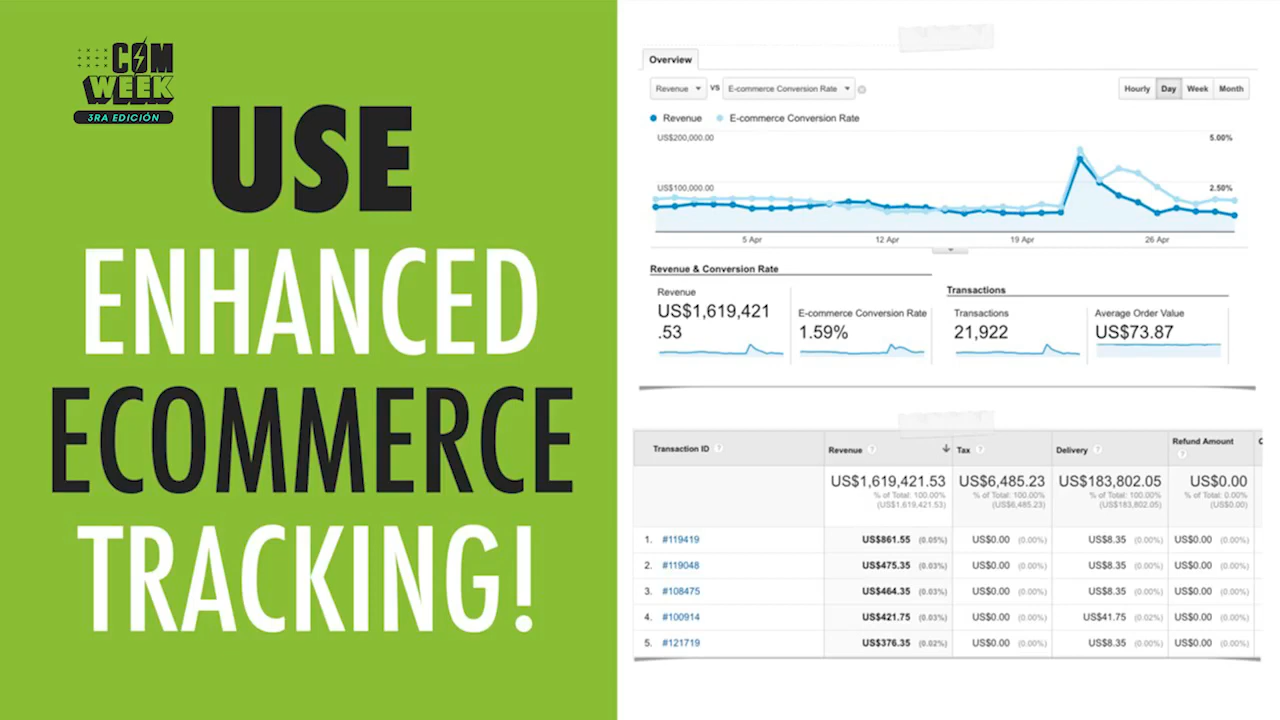 COM
WEEK
3RA EDICIÓN
USE
ENHANCED
ECOMMERCE
TRACKING!
Overview
Revenue VS E-commerce Conversion Rate
Hourly Day Week Month
Revenue E-commerce Conversion Rate
US$200,000.00 5.00%
US$100,000.00 2.50%
5 Apr 12 Apr 19 Apr 26 Apr
Revenue & Conversion Rate
Revenue
US$1,619,421
.53
E-commerce Conversion Rate
1.59%
Transactions
Transactions
21,922
Average Order Value
US$73.87
Transaction ID ? Revenue ? Tax ? Delivery ? Refund Amount ?
US$1,619,421.53 US$6,485.23 US$183,802.05 US$0.00
% of Total: 100.00% % of Total: 100.00% % of Total: 100.00% % of Total: 0.00%
(US$1,619,421.53) (US$6,485.23) (US$183,802.05) (US$0.00)
1. #119419 US$861.55 (0.05%) US$0.00 (0.00%) US$8.35 (0.00%) US$0.00 (0.00%)
2. #119048 US$475.35 (0.03%) US$0.00 (0.00%) US$8.35 (0.00%) US$0.00 (0.00%)
3. #108475 US$464.35 (0.03%) US$0.00 (0.00%) US$8.35 (0.00%) US$0.00 (0.00%)
4. #100914 US$421.75 (0.03%) US$0.00 (0.00%) US$41.75 (0.02%) US$0.00 (0.00%)
5. #121719 US$376.35 (0.02%) US$0.00 (0.00%) US$8.35 (0.00%) US$0.00 (0.00%)